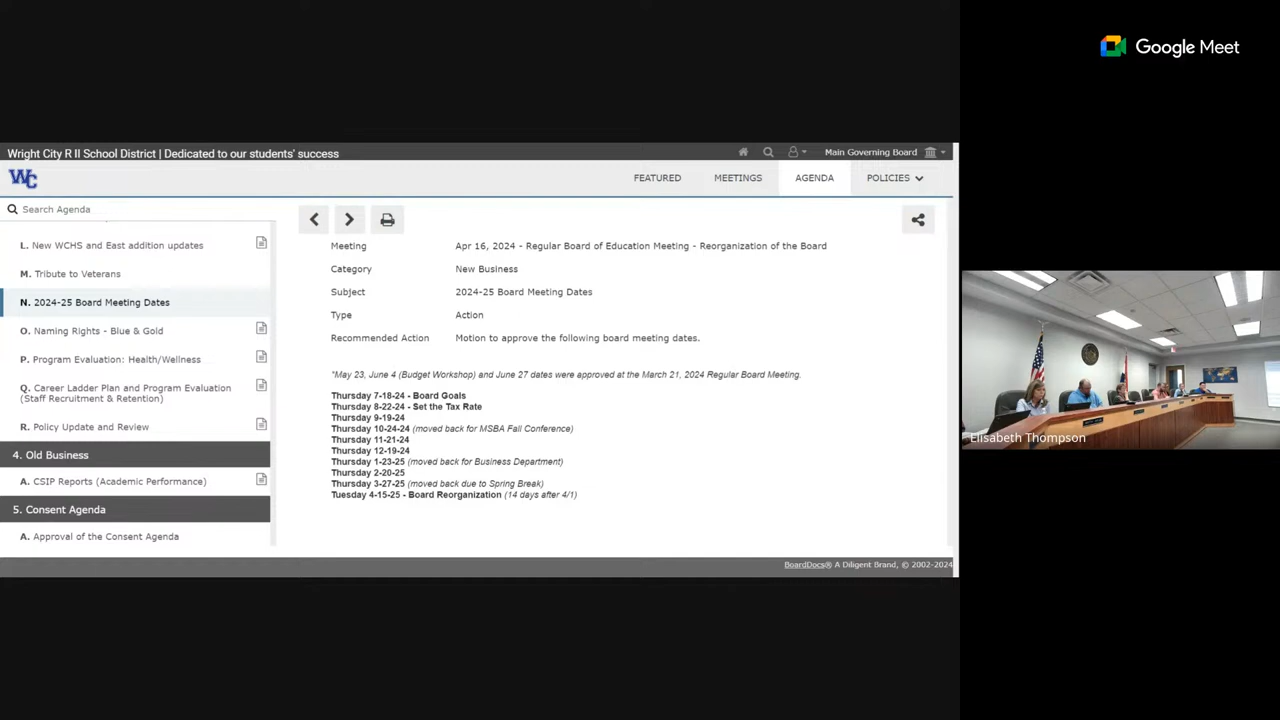 Google Meet
Wright City R II School District | Dedicated to our students' success
Main Governing Board
WC
FEATURED
MEETINGS
AGENDA
POLICIES
Search Agenda
L. New WCHS and East addition updates
M. Tribute to Veterans
N. 2024-25 Board Meeting Dates
O. Naming Rights - Blue & Gold
P. Program Evaluation: Health/Wellness
Q. Career Ladder Plan and Program Evaluation
(Staff Recruitment & Retention)
R. Policy Update and Review
4. Old Business
A. CSIP Reports (Academic Performance)
5. Consent Agenda
A. Approval of the Consent Agenda
Meeting Apr 16, 2024 - Regular Board of Education Meeting - Reorganization of the Board
Category New Business
Subject 2024-25 Board Meeting Dates
Type Action
Recommended Action Motion to approve the following board meeting dates.
*May 23, June 4 (Budget Workshop) and June 27 dates were approved at the March 21, 2024 Regular Board Meeting.
Thursday 7-18-24 - Board Goals
Thursday 8-22-24 - Set the Tax Rate
Thursday 9-19-24
Thursday 10-24-24 (moved back for MSBA Fall Conference)
Thursday 11-21-24
Thursday 12-19-24
Thursday 1-23-25 (moved back for Business Department)
Thursday 2-20-25
Thursday 3-27-25 (moved back due to Spring Break)
Tuesday 4-15-25 - Board Reorganization (14 days after 4/1)
BoardDocs® A Diligent Brand, © 2002-2024
Elisabeth Thompson